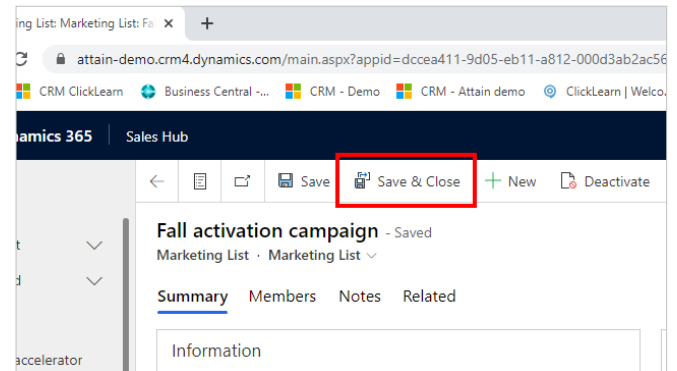 ing List: Marketing List: Fa
attain-demo.crm4.dynamics.com/main.aspx?appid=dccea411-9d05-eb11-a812-000d3ab2ac56
CRM ClickLearn Business Central -... CRM - Demo CRM - Attain demo ClickLearn | Welco.
namics 365 Sales Hub
Save Save & Close New Deactivate
Fall activation campaign - Saved
Marketing List · Marketing List
Summary Members Notes Related
Information
accelerator